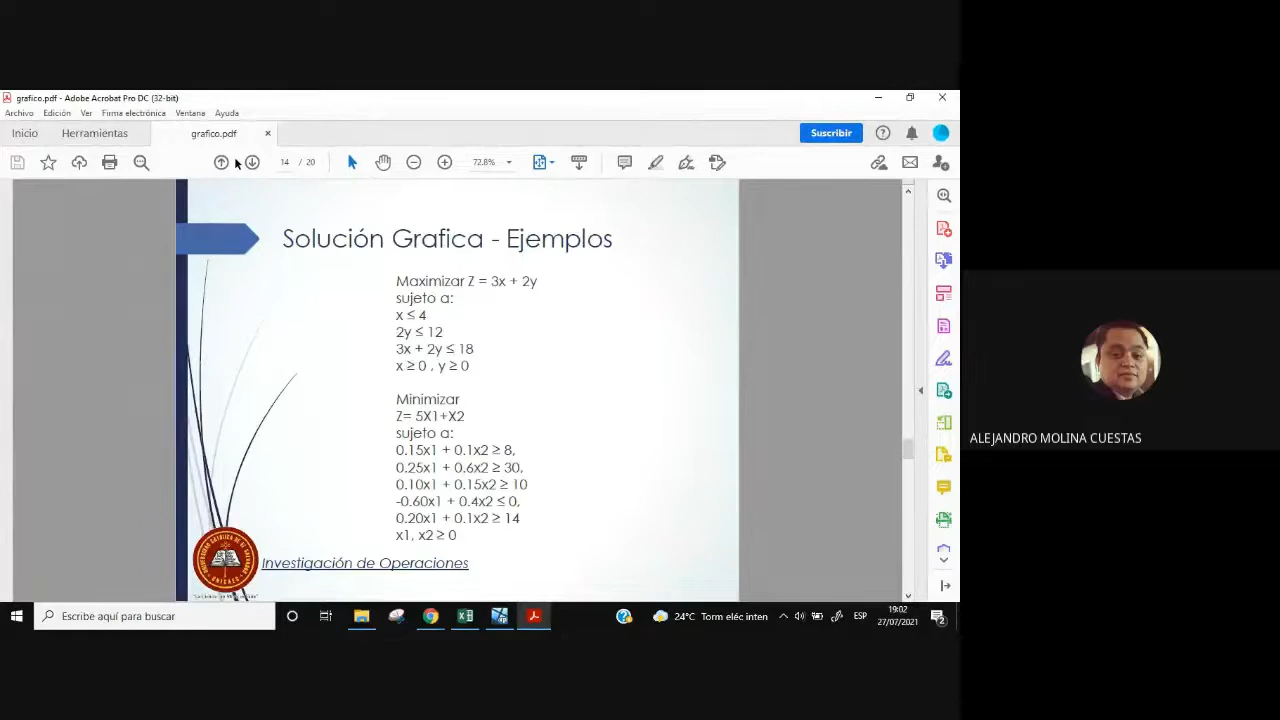 grafico.pdf - Adobe Acrobat Pro DC (32-bit)
Archivo Edición Ver Firma electrónica Ventana Ayuda
Inicio Herramientas grafico.pdf × Suscribir
14 / 20 72.8%
Solución Grafica - Ejemplos
Maximizar Z = 3x + 2y
sujeto a:
x ≤ 4
2y ≤ 12
3x + 2y ≤ 18
x ≥ 0 , y ≥ 0
Minimizar
Z= 5X1+X2
sujeto a:
0.15x1 + 0.1x2 ≥ 8,
0.25x1 + 0.6x2 ≥ 30,
0.10x1 + 0.15x2 ≥ 10
-0.60x1 + 0.4x2 ≤ 0,
0.20x1 + 0.1x2 ≥ 14
x1, x2 ≥ 0
Investigación de Operaciones
ALEJANDRO MOLINA CUESTAS
Escribe aquí para buscar
24°C Torm eléc inten
ESP
19:02
27/07/2021
2